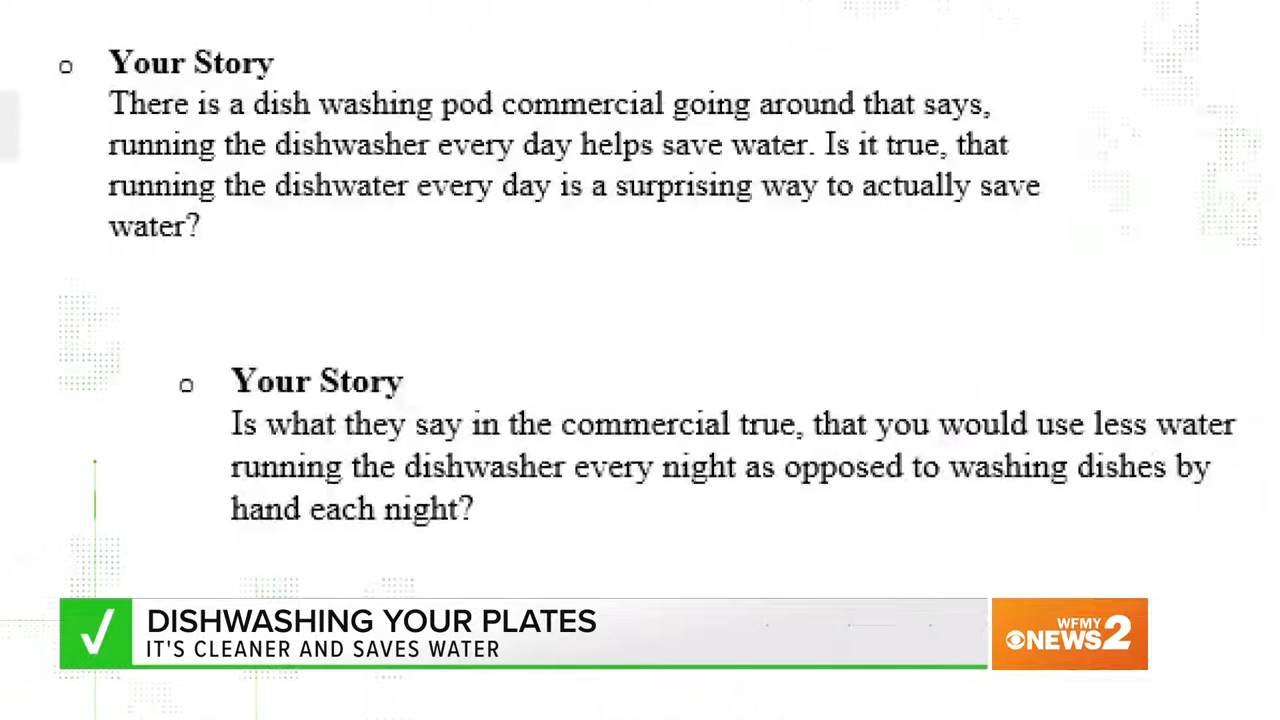 o Your Story
There is a dish washing pod commercial going around that says,
running the dishwasher every day helps save water. Is it true, that
running the dishwater every day is a surprising way to actually save
water?
o Your Story
Is what they say in the commercial true, that you would use less water
running the dishwasher every night as opposed to washing dishes by
hand each night?
DISHWASHING YOUR PLATES
IT'S CLEANER AND SAVES WATER
WFMY
NEWS 2